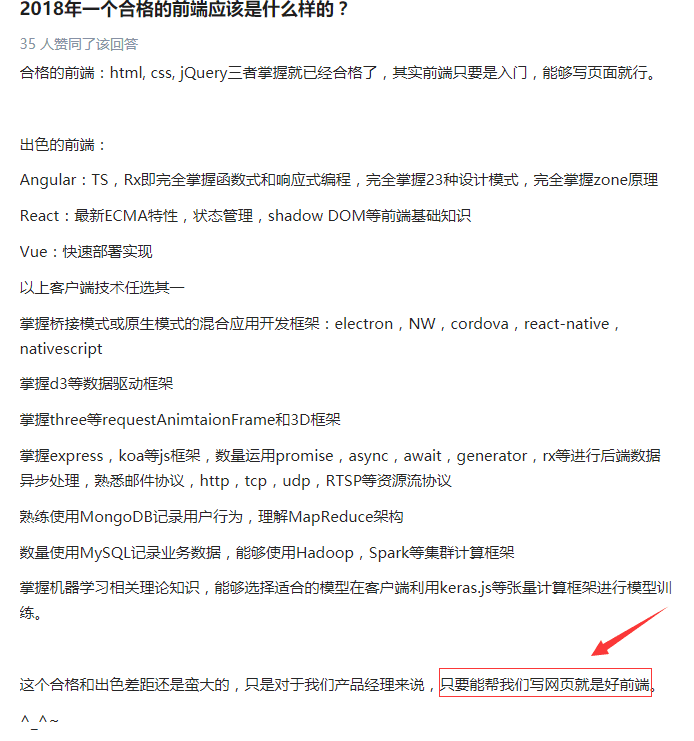 2018年一个合格的前端应该是什么样的？
35 人赞同了该回答
合格的前端：html, css, jQuery三者掌握就已经合格了，其实前端只要是入门，能够写页面就行。
出色的前端：
Angular：TS，Rx即完全掌握函数式和响应式编程，完全掌握23种设计模式，完全掌握zone原理
React：最新ECMA特性，状态管理，shadow DOM等前端基础知识
Vue：快速部署实现
以上客户端技术任选其一
掌握桥接模式或原生模式的混合应用开发框架：electron，NW，cordova，react-native，
nativescript
掌握d3等数据驱动框架
掌握three等requestAnimtaionFrame和3D框架
掌握express，koa等js框架，数量运用promise，async，await，generator，rx等进行后端数据
异步处理，熟悉邮件协议，http，tcp，udp，RTSP等资源流协议
熟练使用MongoDB记录用户行为，理解MapReduce架构
数量使用MySQL记录业务数据，能够使用Hadoop，Spark等集群计算框架
掌握机器学习相关理论知识，能够选择适合的模型在客户端利用keras.js等张量计算框架进行模型训
练。
这个合格和出色差距还是蛮大的，只是对于我们产品经理来说，只要能帮我们写网页就是好前端。
^_^~